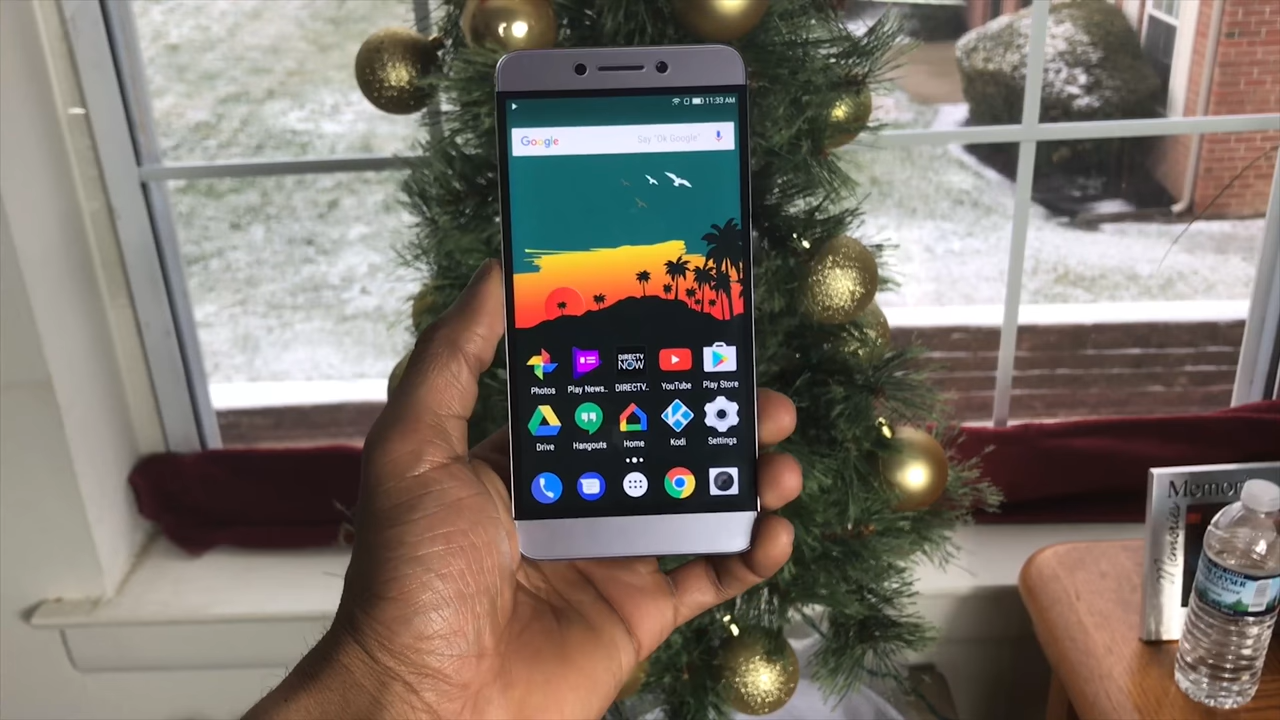 11:33 AM
Google Say "Ok Google"
DIRECTV
NOW
Photos Play News.. DIRECTV.. YouTube Play Store
Drive Hangouts Home Kodi Settings
Memories
GEYSER